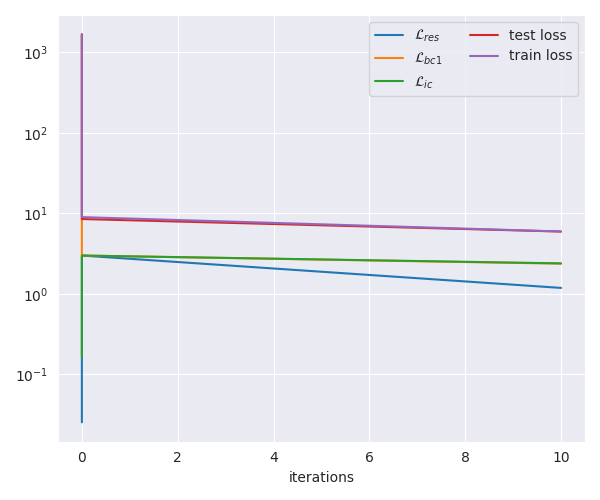 10³
10²
10¹
10⁰
10⁻¹
0 2 4 6 8 10
iterations
ℒ_res test loss
ℒ_bc1 train loss
ℒ_ic